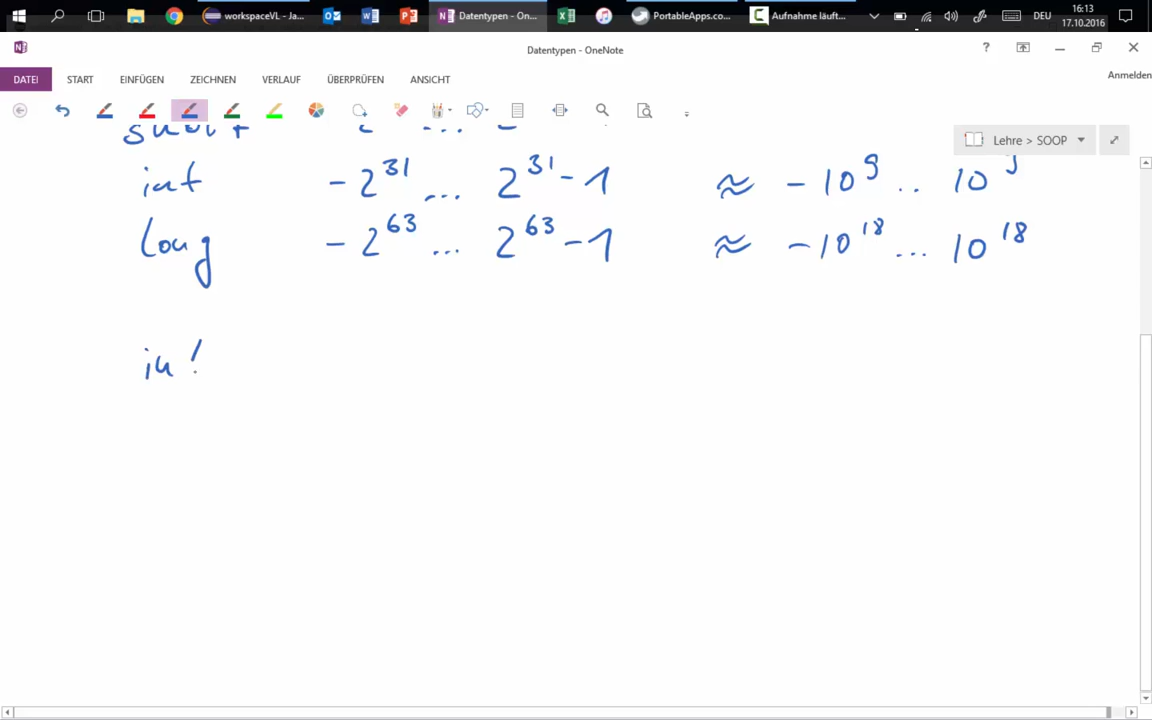 16:13
workspaceVL - Ja...
Datentypen - On...
PortableApps.co...
Aufnahme läuft...
DEU
17.10.2016
Datentypen - OneNote
?
Anmelden
DATEI START EINFÜGEN ZEICHNEN VERLAUF ÜBERPRÜFEN ANSICHT
Lehre > SOOP
short
int -2^31 ... 2^31-1 ≈ -10^9 .. 10^9
long -2^63 ... 2^63-1 ≈ -10^18 ... 10^18